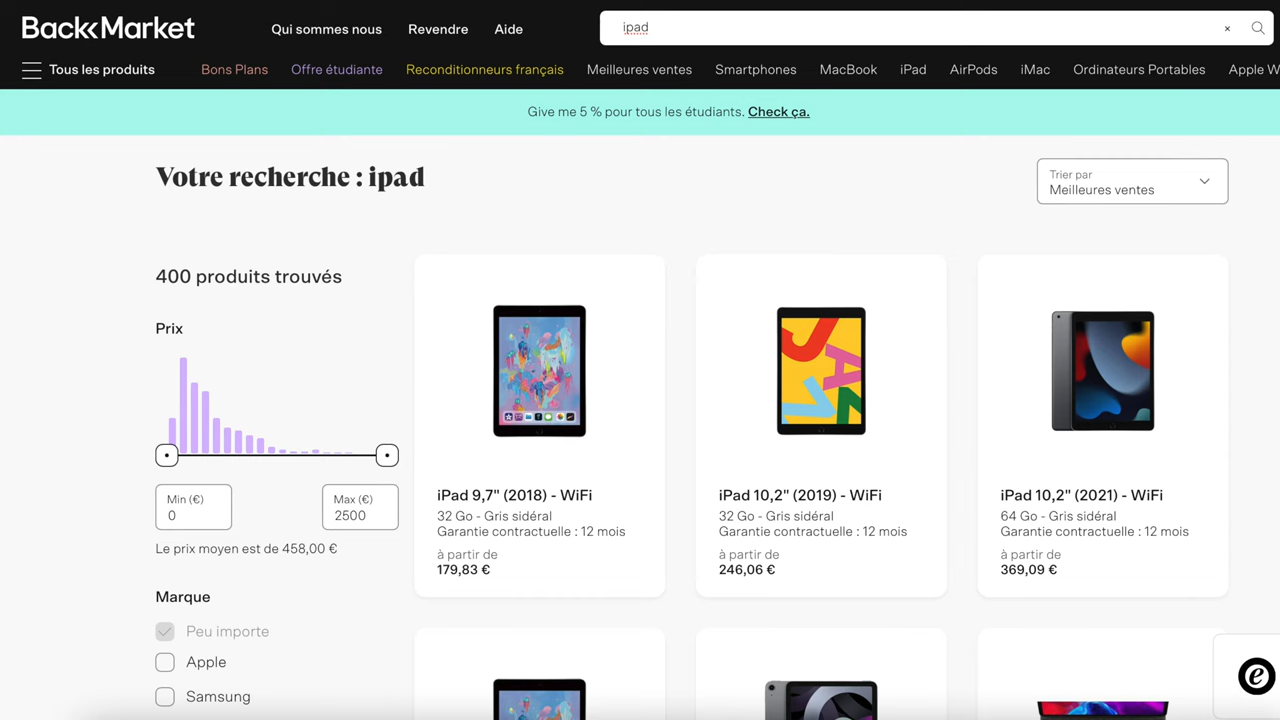 BackMarket
Qui sommes nous
Revendre
Aide
ipad
Tous les produits
Bons Plans
Offre étudiante
Reconditionneurs français
Meilleures ventes
Smartphones
MacBook
iPad
AirPods
iMac
Ordinateurs Portables
Apple W
Give me 5 % pour tous les étudiants. Check ça.
Votre recherche : ipad
Trier par
Meilleures ventes
400 produits trouvés
Prix
Min (€)
0
Max (€)
2500
Le prix moyen est de 458,00 €
Marque
Peu importe
Apple
Samsung
iPad 9,7" (2018) - WiFi
32 Go - Gris sidéral
Garantie contractuelle : 12 mois
à partir de
179,83 €
iPad 10,2" (2019) - WiFi
32 Go - Gris sidéral
Garantie contractuelle : 12 mois
à partir de
246,06 €
iPad 10,2" (2021) - WiFi
64 Go - Gris sidéral
Garantie contractuelle : 12 mois
à partir de
369,09 €